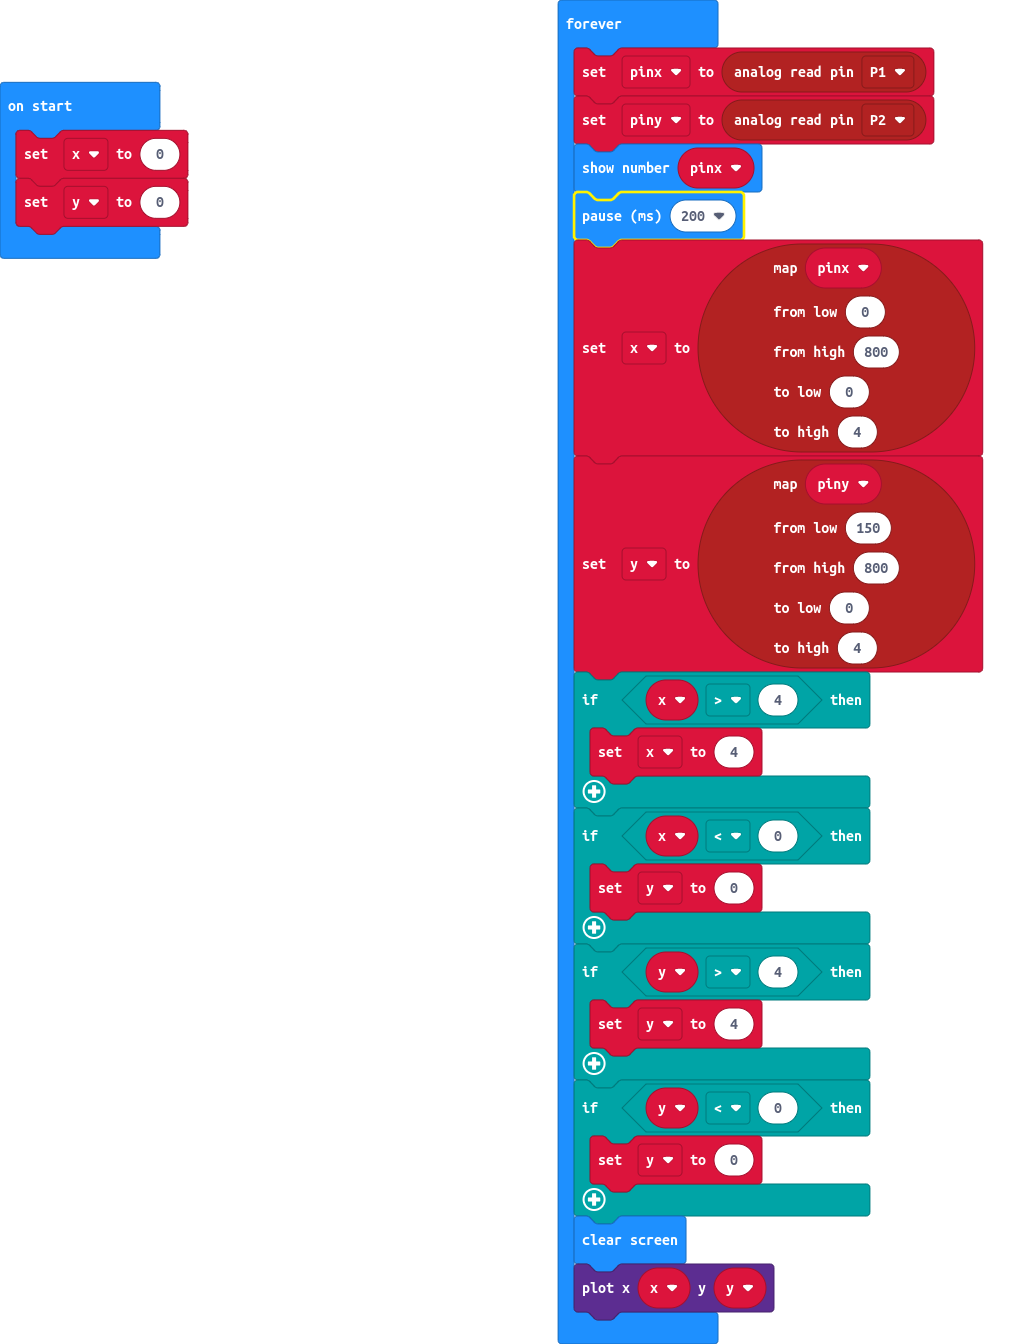 on start
set x to 0
set y to 0
forever
set pinx to analog read pin P1
set piny to analog read pin P2
show number pinx
pause (ms) 200
map pinx
from low 0
from high 800
set x to
to low 0
to high 4
map piny
from low 150
from high 800
set y to
to low 0
to high 4
if x > 4 then
set x to 4
if x < 0 then
set y to 0
if y > 4 then
set y to 4
if y < 0 then
set y to 0
clear screen
plot x x y y